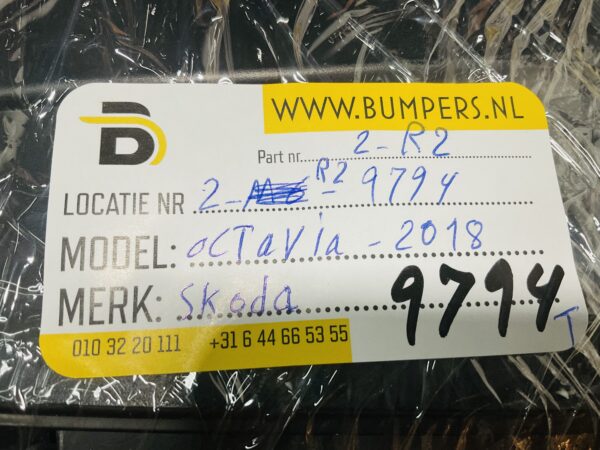 WWW.BUMPERS.NL
Part nr. 2-R2
LOCATIE NR 2- R2 - 9794
MODEL: OCTavia - 2018
MERK: Skoda
9794
T
010 32 20 111 +31 6 44 66 53 55